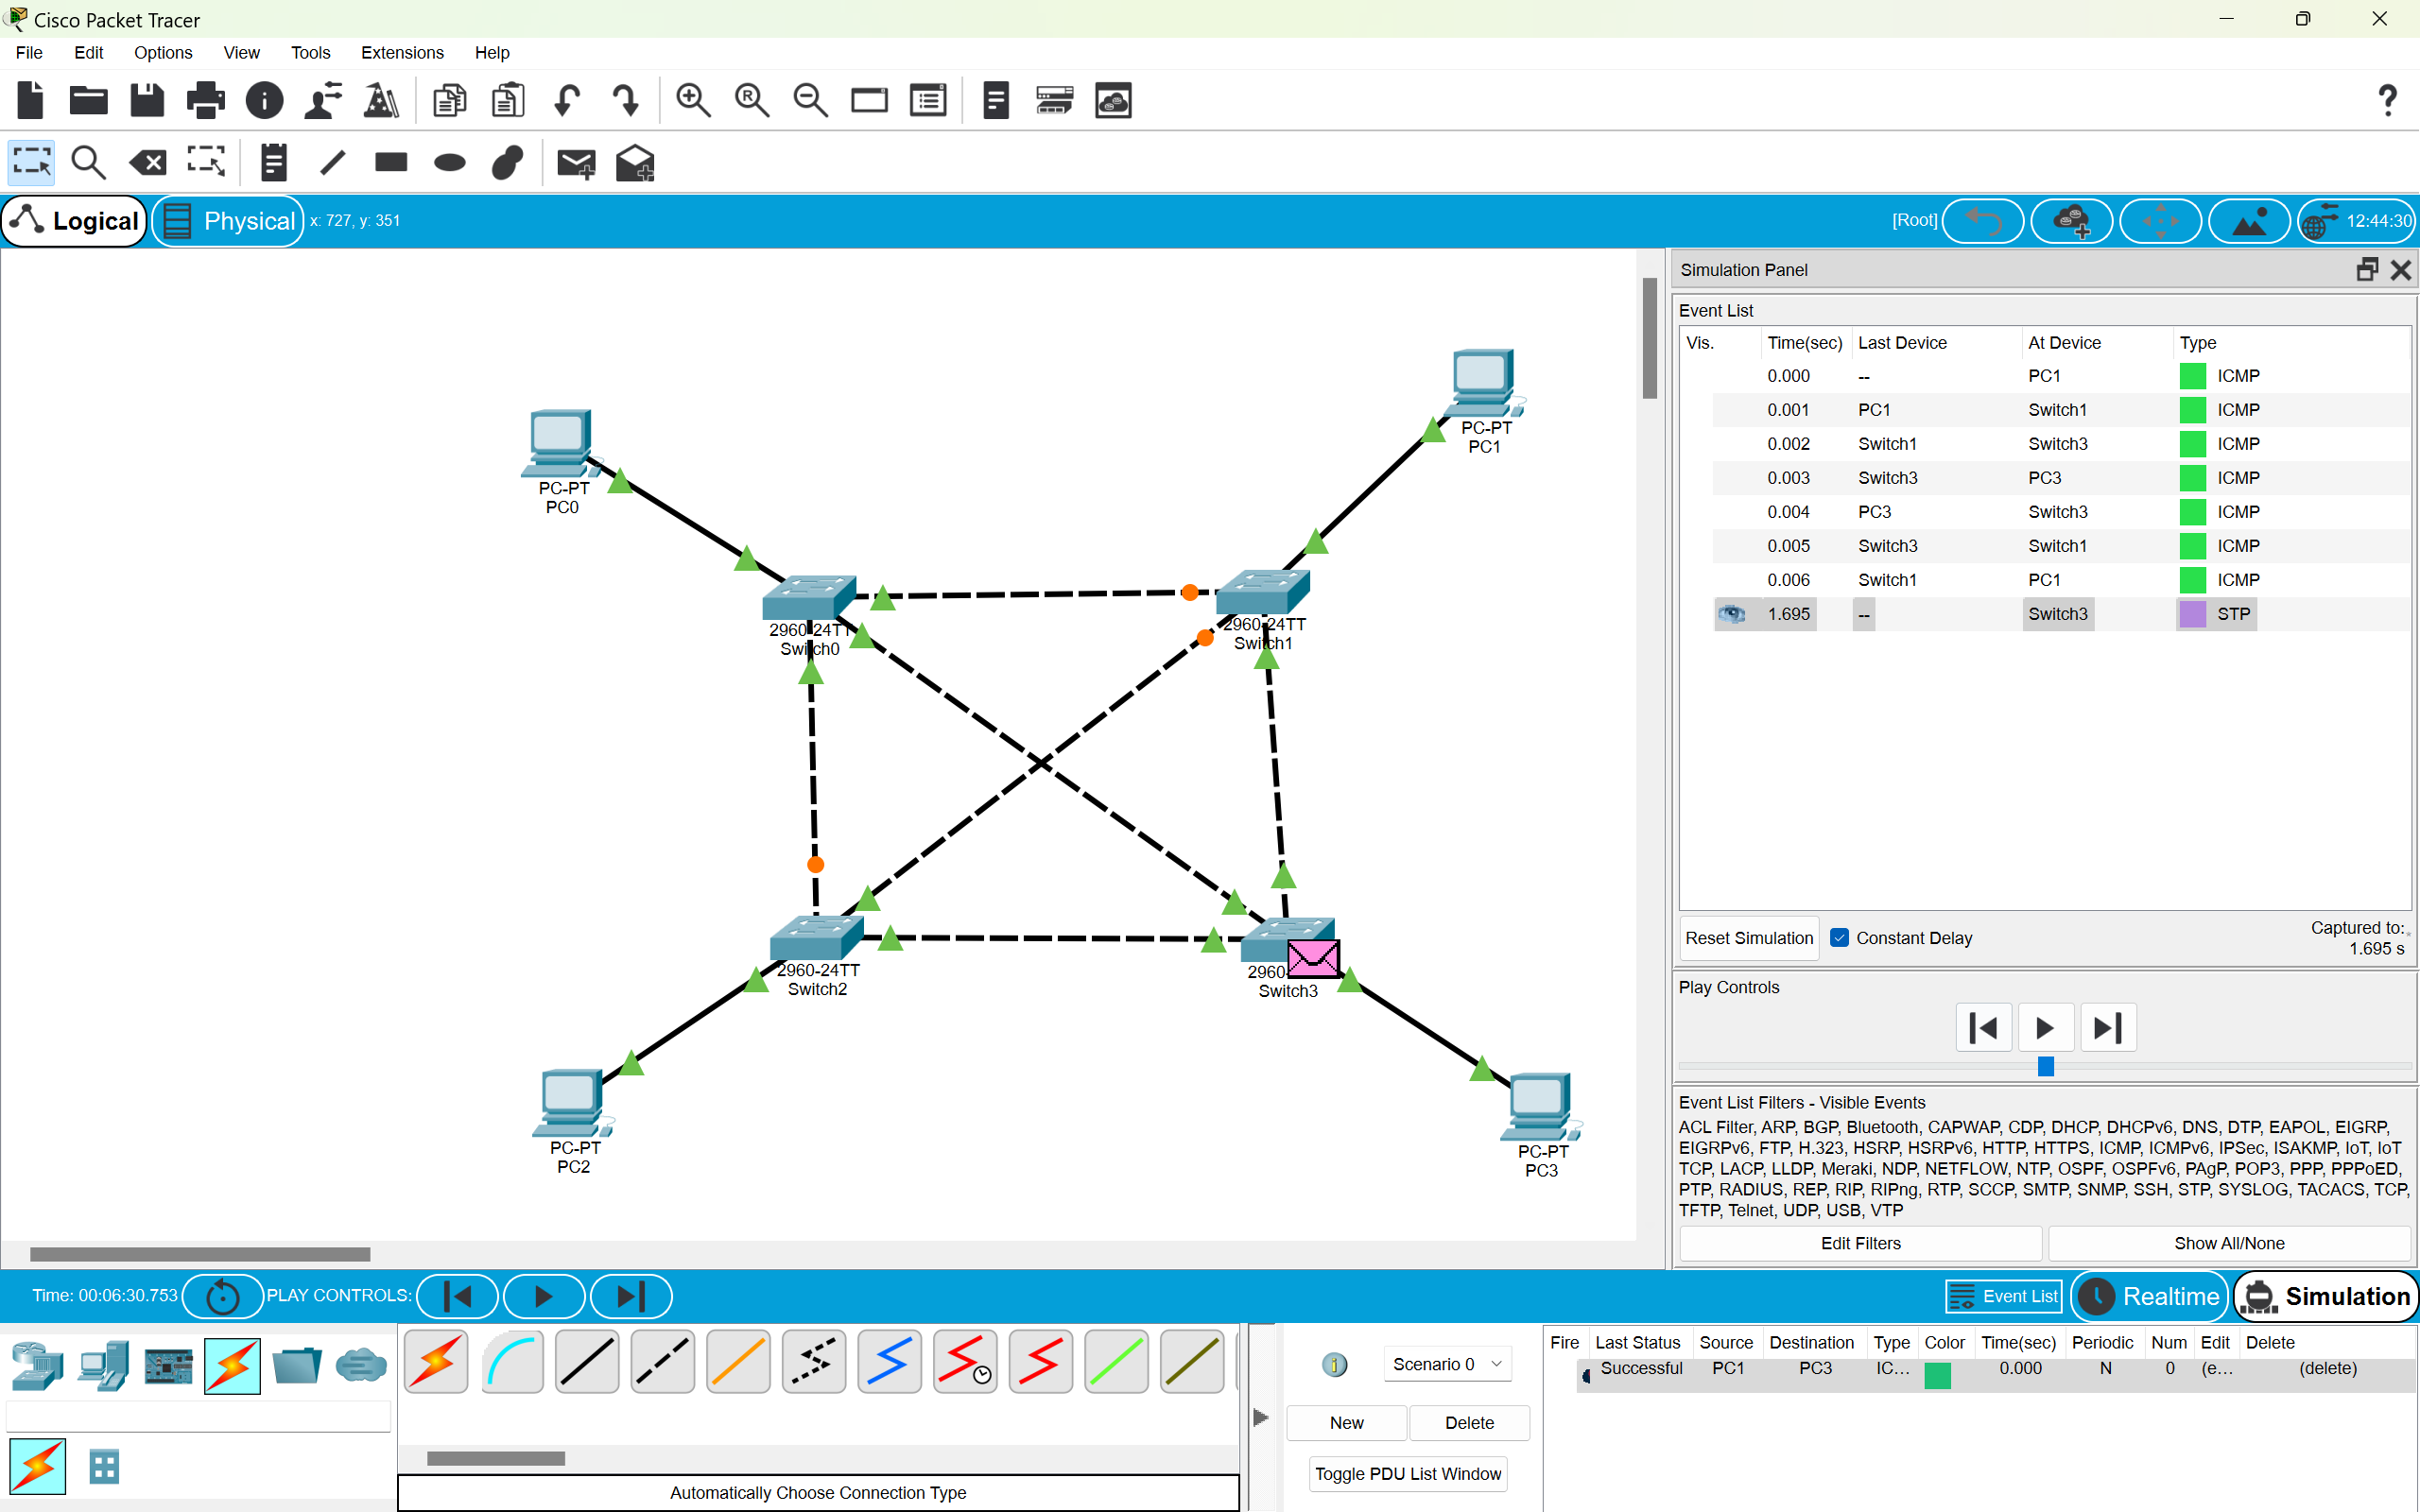 Cisco Packet Tracer
File Edit Options View Tools Extensions Help
Logical Physical x: 727, y: 351 [Root] 12:44:30
Simulation Panel
Event List
Vis. Time(sec) Last Device At Device Type
0.000 -- PC1 ICMP
0.001 PC1 Switch1 ICMP
0.002 Switch1 Switch3 ICMP
0.003 Switch3 PC3 ICMP
0.004 PC3 Switch3 ICMP
0.005 Switch3 Switch1 ICMP
0.006 Switch1 PC1 ICMP
1.695 -- Switch3 STP
Reset Simulation Constant Delay Captured to:
1.695 s
Play Controls
Event List Filters - Visible Events
ACL Filter, ARP, BGP, Bluetooth, CAPWAP, CDP, DHCP, DHCPv6, DNS, DTP, EAPOL, EIGRP,
EIGRPv6, FTP, H.323, HSRP, HSRPv6, HTTP, HTTPS, ICMP, ICMPv6, IPSec, ISAKMP, IoT, IoT
TCP, LACP, LLDP, Meraki, NDP, NETFLOW, NTP, OSPF, OSPFv6, PAgP, POP3, PPP, PPPoED,
PTP, RADIUS, REP, RIP, RIPng, RTP, SCCP, SMTP, SNMP, SSH, STP, SYSLOG, TACACS, TCP,
TFTP, Telnet, UDP, USB, VTP
Edit Filters Show All/None
PC-PT
PC1
PC-PT
PC0
2960-24TT
Switch0
2960-24TT
Switch1
2960-24TT
Switch2
2960-
Switch3
PC-PT
PC2
PC-PT
PC3
Time: 00:06:30.753 PLAY CONTROLS: Event List Realtime Simulation
Automatically Choose Connection Type
Scenario 0
New Delete
Toggle PDU List Window
Fire Last Status Source Destination Type Color Time(sec) Periodic Num Edit Delete
Successful PC1 PC3 IC... 0.000 N 0 (e... (delete)